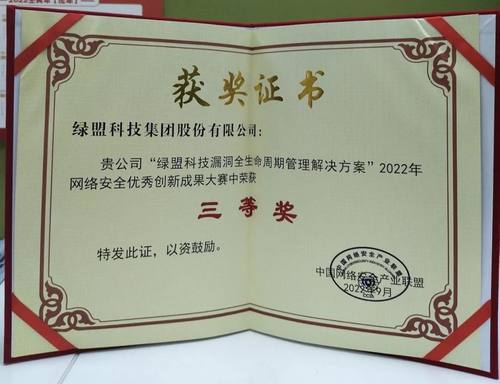 获奖证书
绿盟科技集团股份有限公司：
贵公司“绿盟科技漏洞全生命周期管理解决方案”2022年
网络安全优秀创新成果大赛中荣获
三等奖
特发此证，以资鼓励。
中国网络安全产业联盟
2022年9月